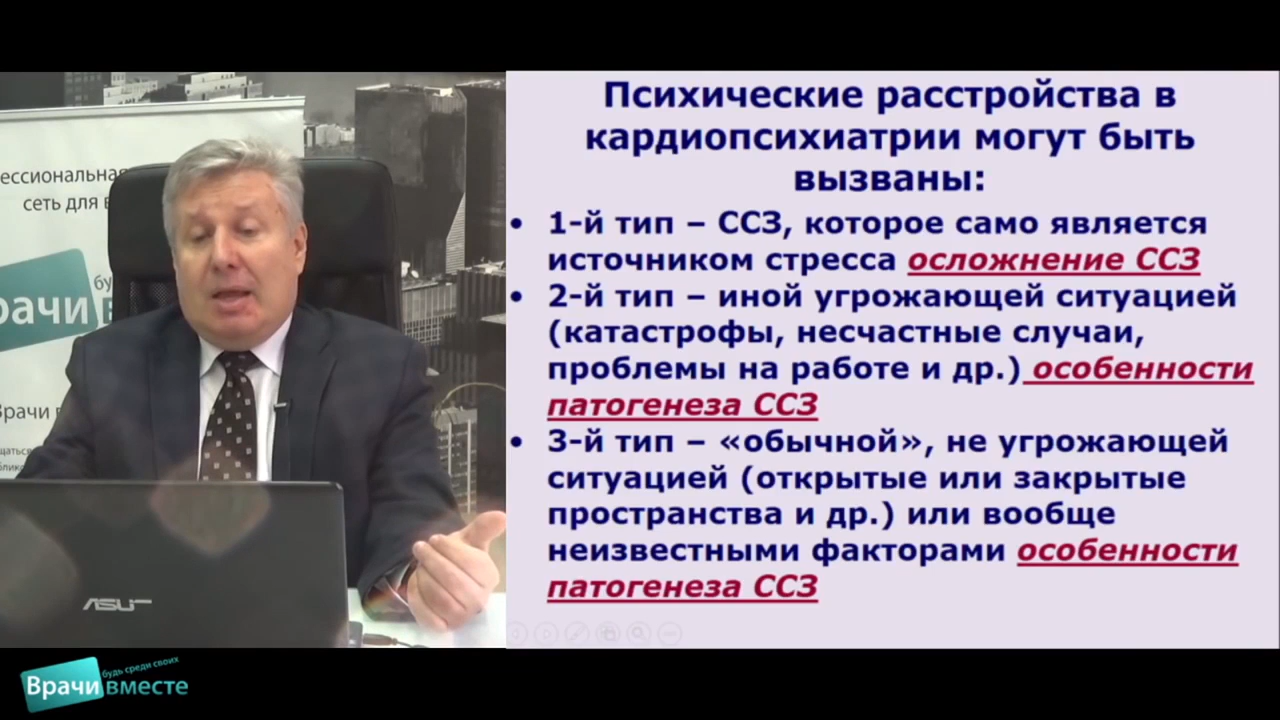 Психические расстройства в
кардиопсихиатрии могут быть
вызваны:
• 1-й тип – ССЗ, которое само является
источником стресса осложнение ССЗ
• 2-й тип – иной угрожающей ситуацией
(катастрофы, несчастные случаи,
проблемы на работе и др.) особенности
патогенеза ССЗ
• 3-й тип – «обычной», не угрожающей
ситуацией (открытые или закрытые
пространства и др.) или вообще
неизвестными факторами особенности
патогенеза ССЗ
сеть для
Врачи
ASUS
будь среди своих
Врачи вместе